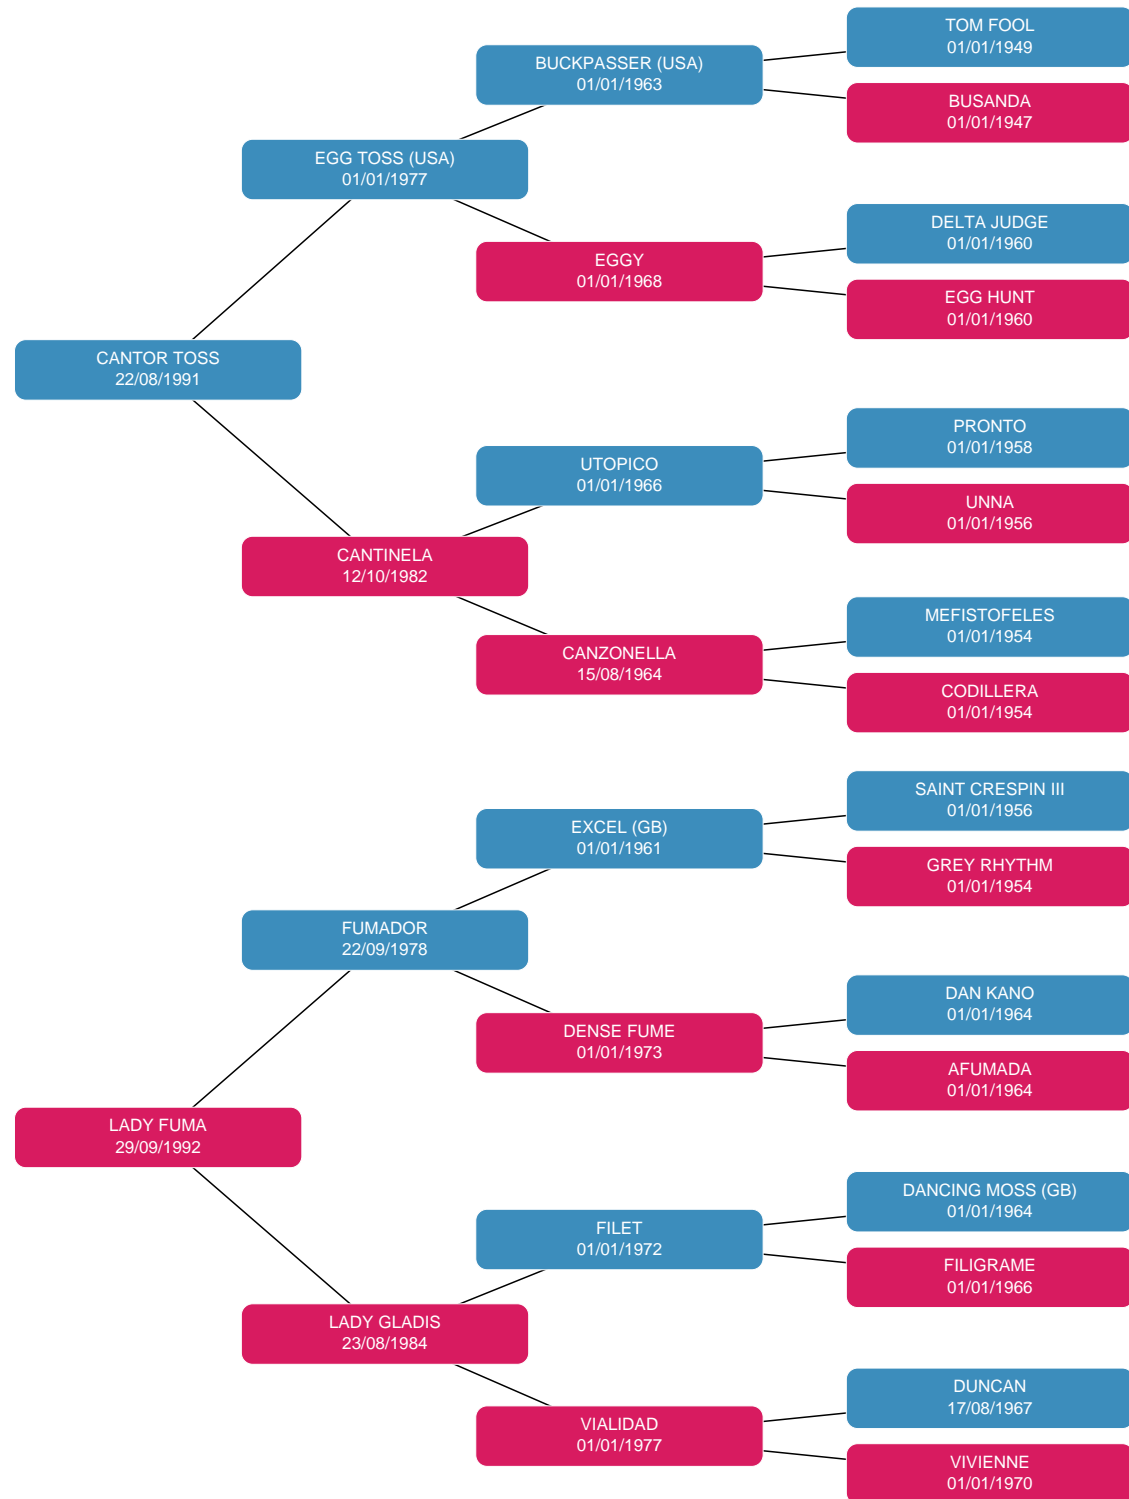 TOM FOOL
01/01/1949
BUCKPASSER (USA)
01/01/1963
BUSANDA
01/01/1947
EGG TOSS (USA)
01/01/1977
DELTA JUDGE
01/01/1960
EGGY
01/01/1968
EGG HUNT
01/01/1960
CANTOR TOSS
22/08/1991
PRONTO
01/01/1958
UTOPICO
01/01/1966
UNNA
01/01/1956
CANTINELA
12/10/1982
MEFISTOFELES
01/01/1954
CANZONELLA
15/08/1964
CODILLERA
01/01/1954
SAINT CRESPIN III
01/01/1956
EXCEL (GB)
01/01/1961
GREY RHYTHM
01/01/1954
FUMADOR
22/09/1978
DAN KANO
01/01/1964
DENSE FUME
01/01/1973
AFUMADA
01/01/1964
LADY FUMA
29/09/1992
DANCING MOSS (GB)
01/01/1964
FILET
01/01/1972
FILIGRAME
01/01/1966
LADY GLADIS
23/08/1984
DUNCAN
17/08/1967
VIALIDAD
01/01/1977
VIVIENNE
01/01/1970